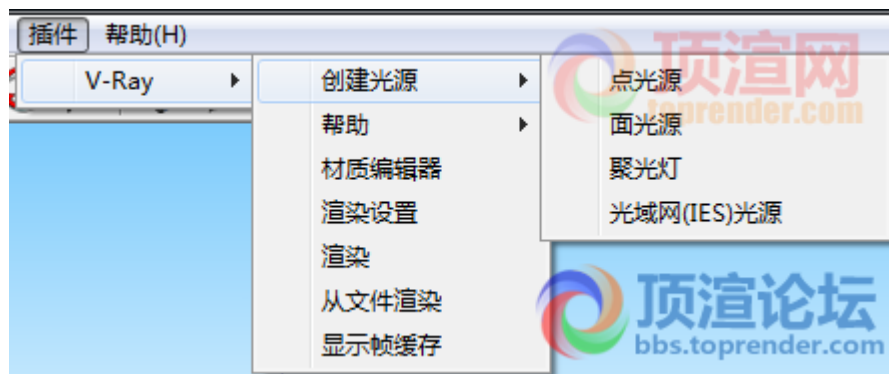 插件 帮助(H)
V-Ray 创建光源 点光源
帮助 面光源
材质编辑器 聚光灯
渲染设置 光域网(IES)光源
渲染
从文件渲染
显示帧缓存
顶渲网
toprender.com
顶渲论坛
bbs.toprender.com